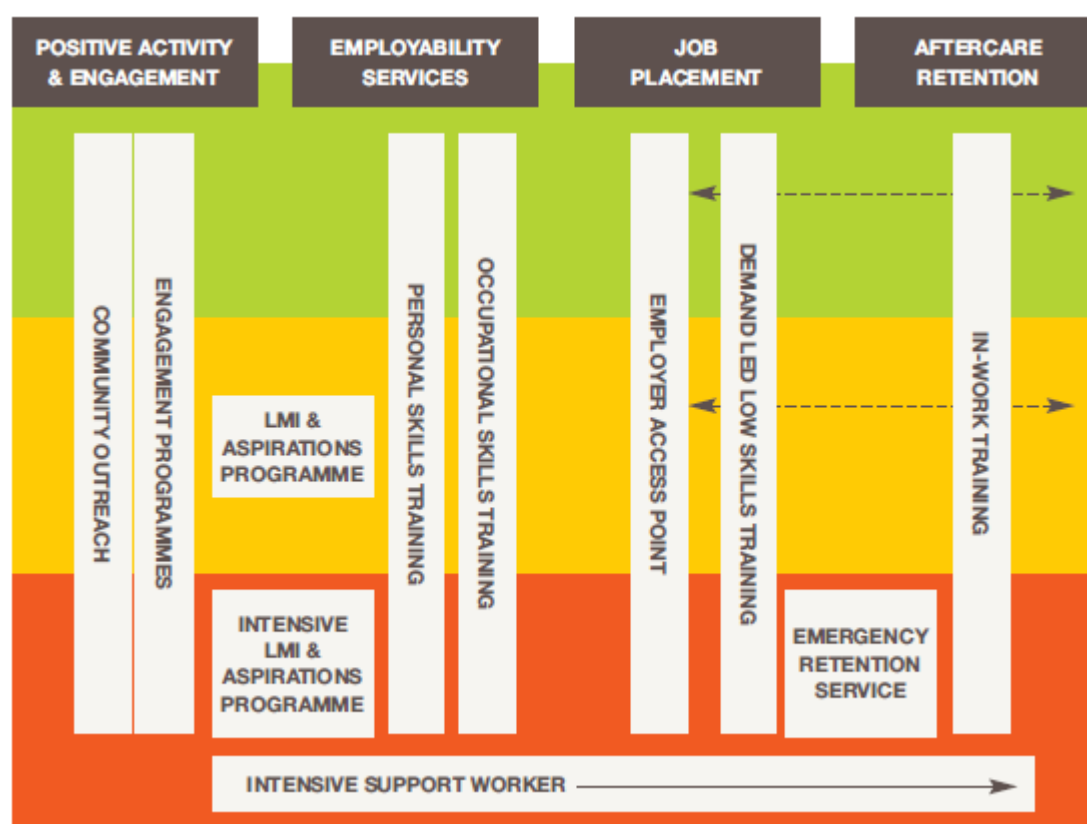 POSITIVE ACTIVITY
& ENGAGEMENT
EMPLOYABILITY
SERVICES
JOB
PLACEMENT
AFTERCARE
RETENTION
COMMUNITY OUTREACH
ENGAGEMENT PROGRAMMES
LMI &
ASPIRATIONS
PROGRAMME
INTENSIVE
LMI &
ASPIRATIONS
PROGRAMME
PERSONAL SKILLS TRAINING
OCCUPATIONAL SKILLS TRAINING
EMPLOYER ACCESS POINT
DEMAND LED LOW SKILLS TRAINING
EMERGENCY
RETENTION
SERVICE
IN-WORK TRAINING
INTENSIVE SUPPORT WORKER